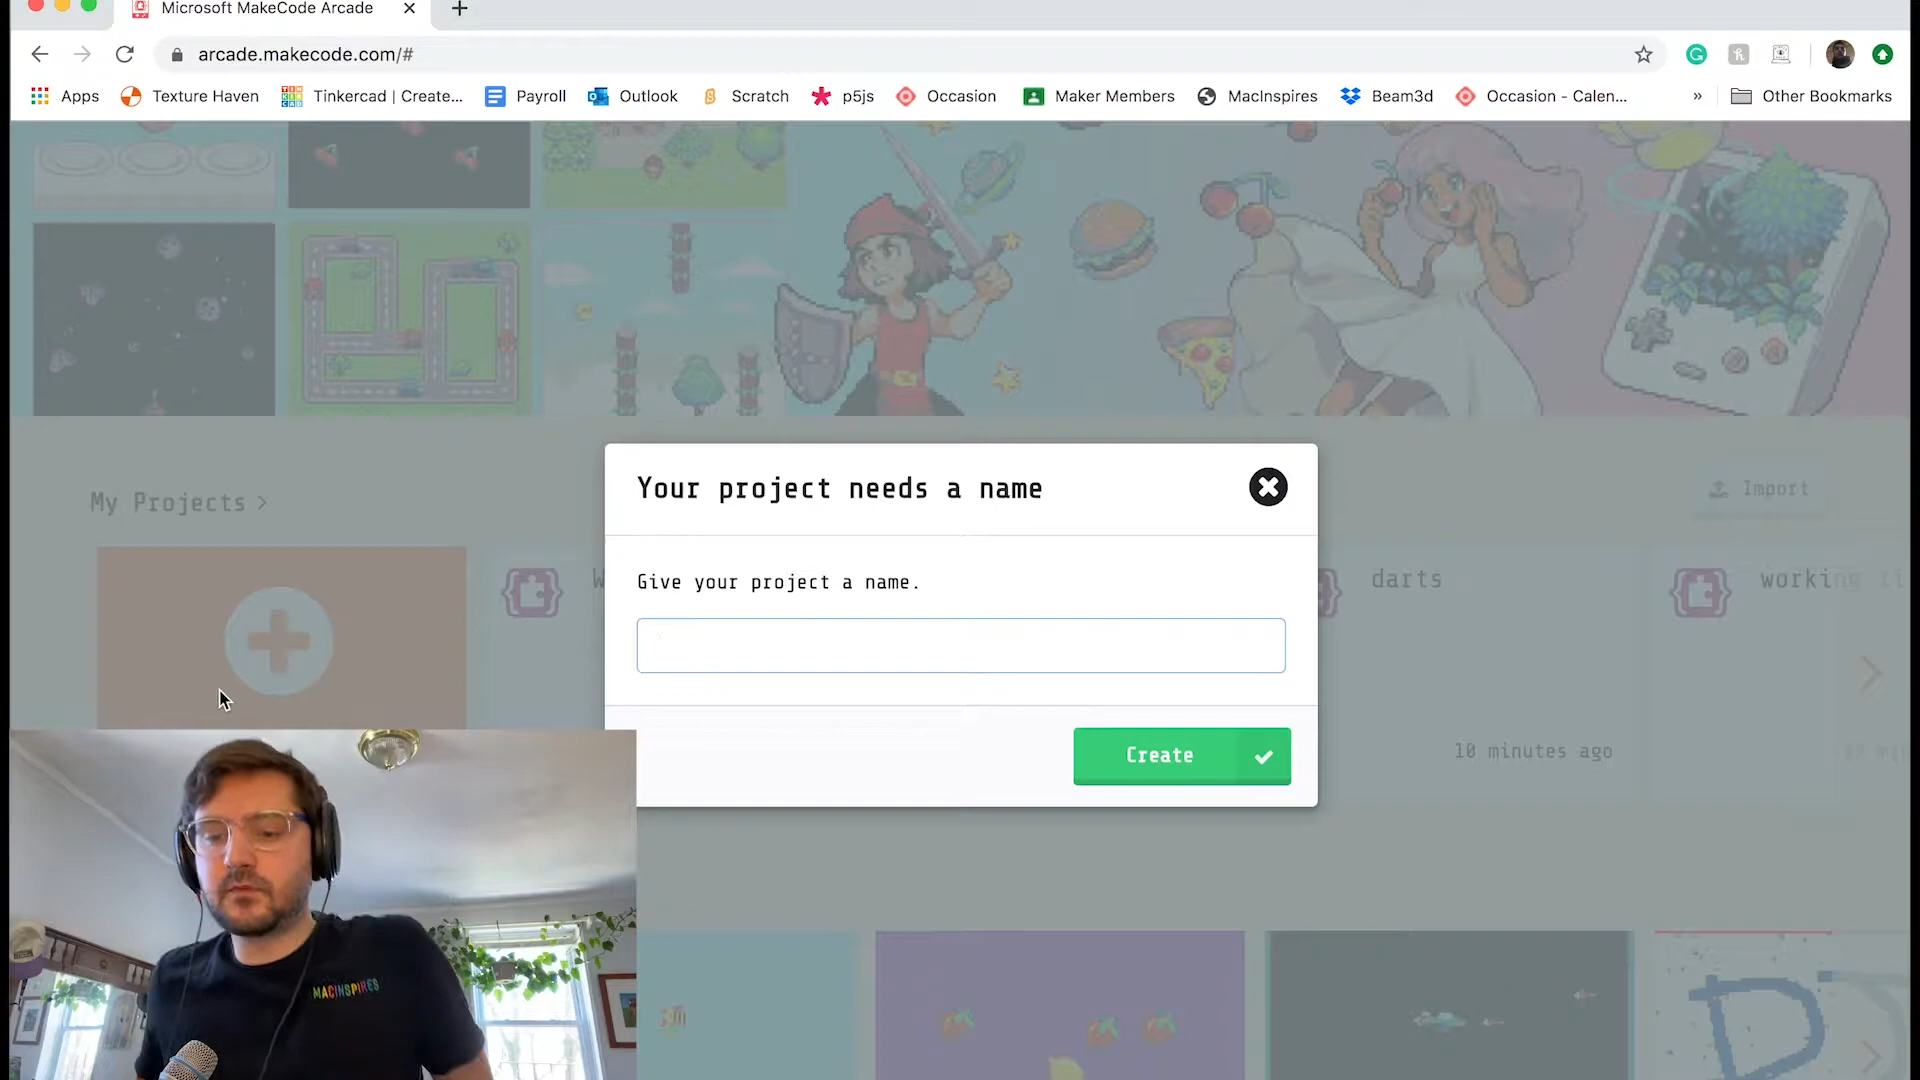 Microsoft MakeCode Arcade
arcade.makecode.com/#
Apps Texture Haven Tinkercad | Create... Payroll Outlook Scratch p5js Occasion Maker Members MacInspires Beam3d Occasion - Calen... » Other Bookmarks
Your project needs a name
My Projects >
Import
Give your project a name.
darts
working
Create
10 minutes ago
MACINSPIRES